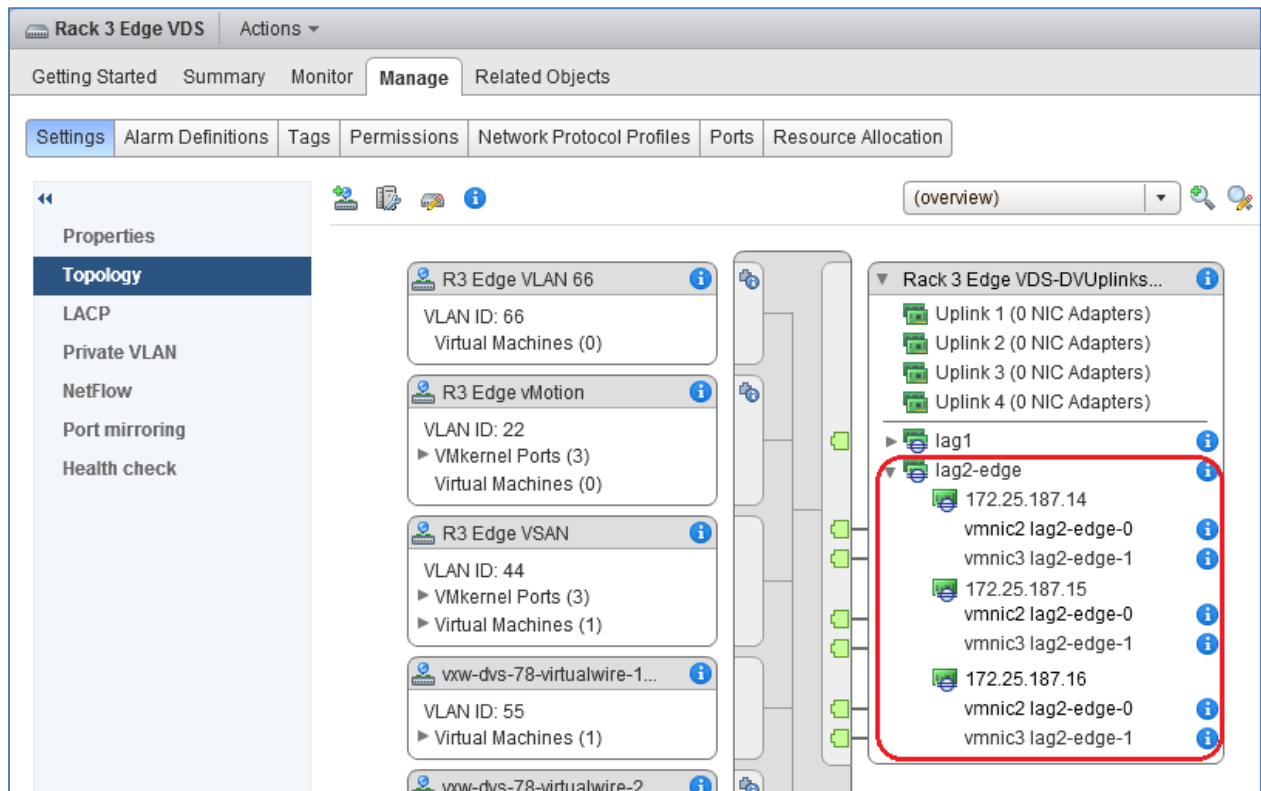 Rack 3 Edge VDS Actions
Getting Started Summary Monitor Manage Related Objects
Settings Alarm Definitions Tags Permissions Network Protocol Profiles Ports Resource Allocation
(overview)
Properties
Topology
LACP
Private VLAN
NetFlow
Port mirroring
Health check
R3 Edge VLAN 66
VLAN ID: 66
Virtual Machines (0)
R3 Edge vMotion
VLAN ID: 22
VMkernel Ports (3)
Virtual Machines (0)
R3 Edge VSAN
VLAN ID: 44
VMkernel Ports (3)
Virtual Machines (1)
vxw-dvs-78-virtualwire-1...
VLAN ID: 55
Virtual Machines (1)
vxw-dvs-78-virtualwire-2
Rack 3 Edge VDS-DVUplinks...
Uplink 1 (0 NIC Adapters)
Uplink 2 (0 NIC Adapters)
Uplink 3 (0 NIC Adapters)
Uplink 4 (0 NIC Adapters)
lag1
lag2-edge
172.25.187.14
vmnic2 lag2-edge-0
vmnic3 lag2-edge-1
172.25.187.15
vmnic2 lag2-edge-0
vmnic3 lag2-edge-1
172.25.187.16
vmnic2 lag2-edge-0
vmnic3 lag2-edge-1